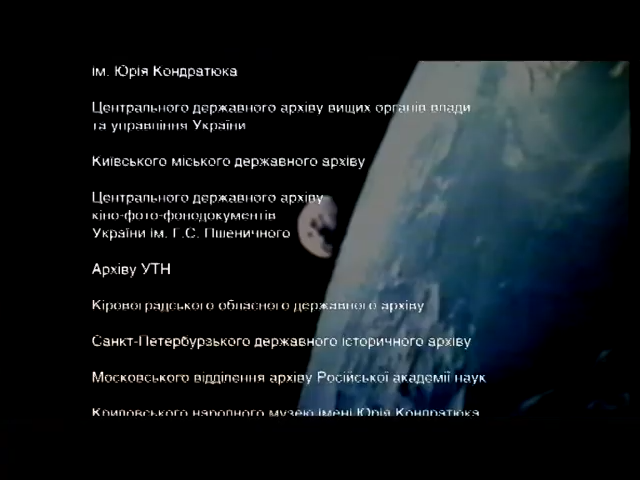 ім. Юрія Кондратюка
Центрального державного архіву вищих органів влади
та управління України
Київського міського державного архіву
Центрального державного архіву
кіно-фото-фонодокументів
України ім. Г.С. Пшеничного
Архіву УТН
Кіровоградського обласного державного архіву
Санкт-Петербурзького державного історичного архіву
Московського відділення архіву Російської академії наук
Криловського народного музею імені Юрія Кондратюка